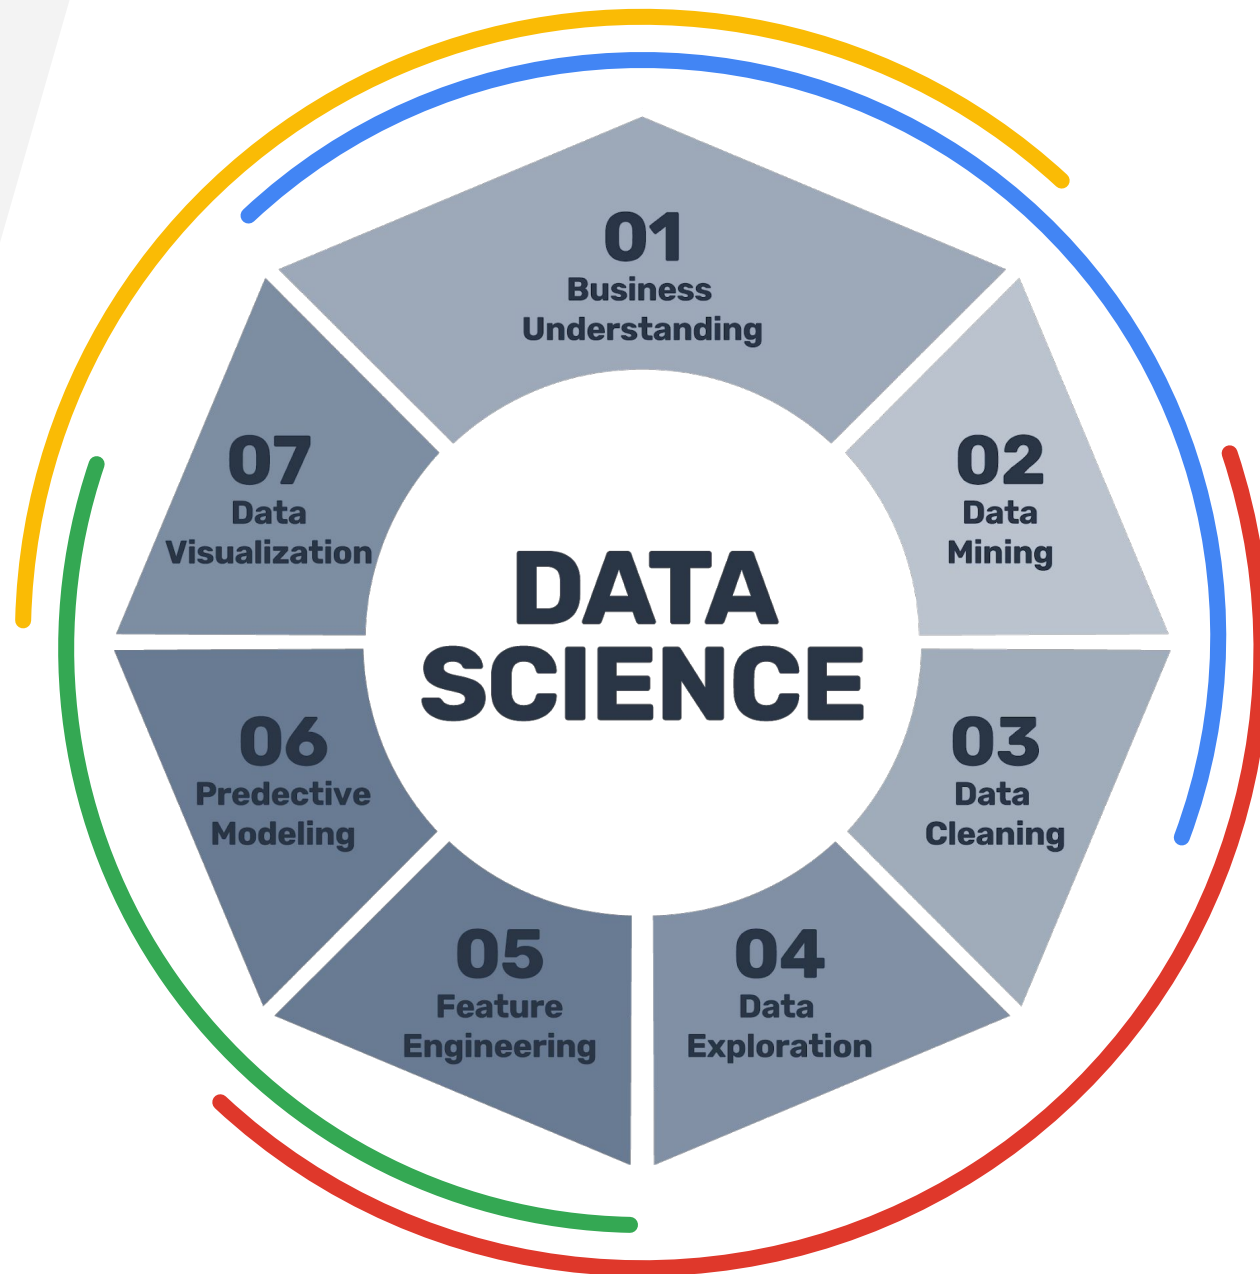 DATA
SCIENCE
01
Business
Understanding
02
Data
Mining
03
Data
Cleaning
04
Data
Exploration
05
Feature
Engineering
06
Predective
Modeling
07
Data
Visualization